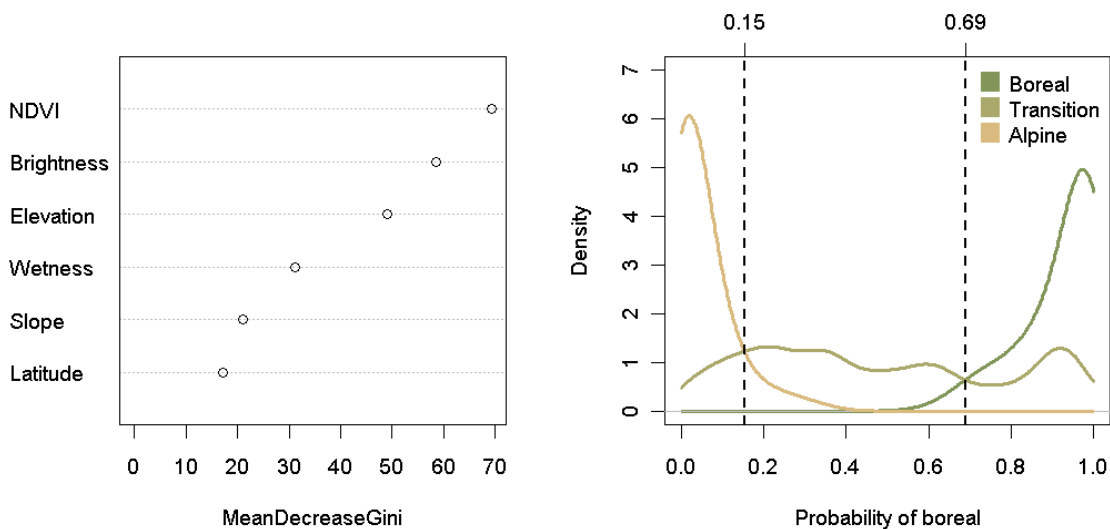 NDVI
Brightness
Elevation
Wetness
Slope
Latitude
0 10 20 30 40 50 60 70
MeanDecreaseGini
0.15 0.69
7
6
5
4
3
2
1
0
Density
Boreal
Transition
Alpine
0.0 0.2 0.4 0.6 0.8 1.0
Probability of boreal